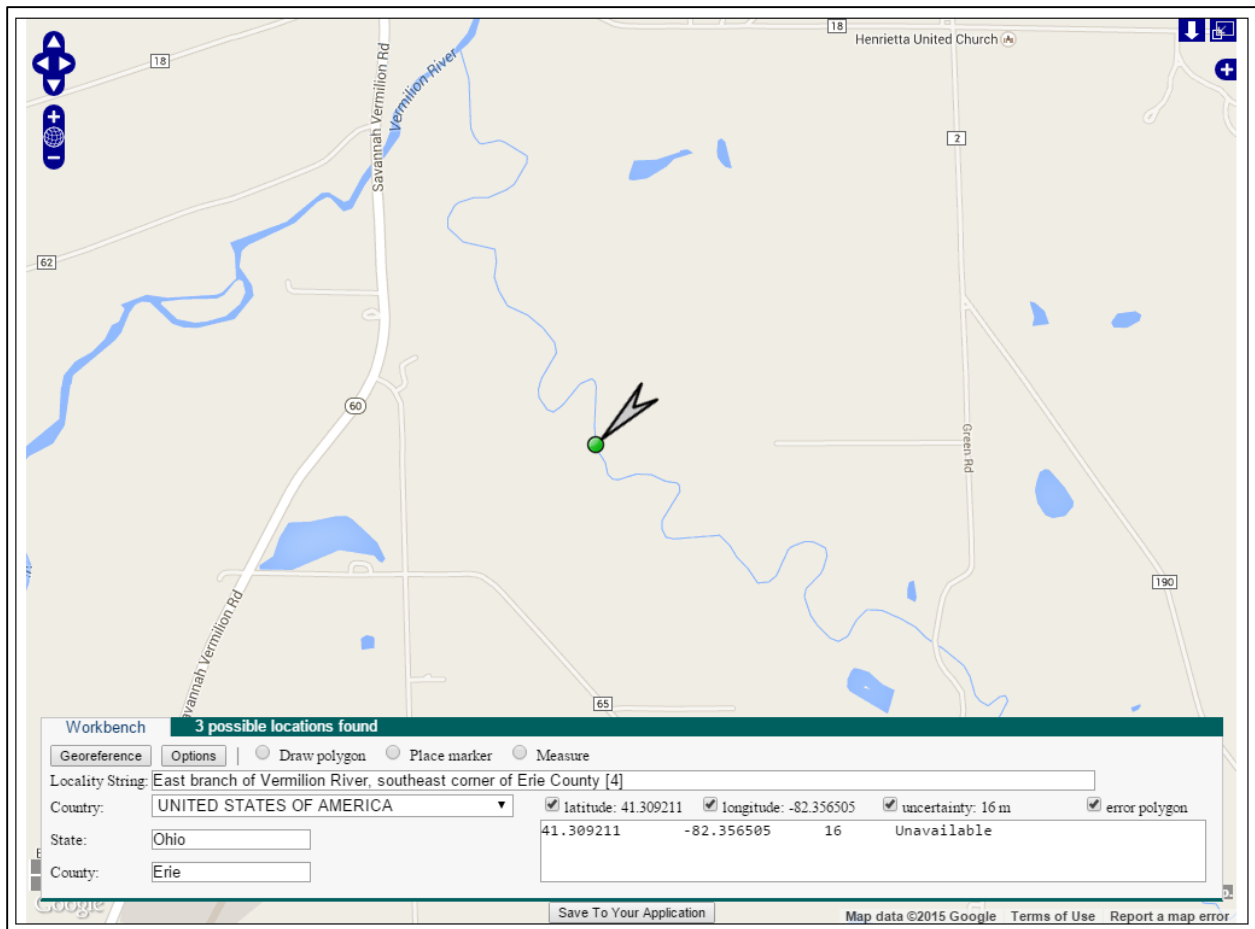 18
Henrietta United Church
18
Vermilion River
Savannah Vermilion Rd
2
62
60
Green Rd
190
65
Workbench
3 possible locations found
Georeference Options | Draw polygon Place marker Measure
Locality String: East branch of Vermilion River, southeast corner of Erie County [4]
Country: UNITED STATES OF AMERICA
latitude: 41.309211 longitude: -82.356505 uncertainty: 16 m error polygon
41.309211 -82.356505 16 Unavailable
State: Ohio
County: Erie
Google
Save To Your Application
Map data ©2015 Google Terms of Use Report a map error